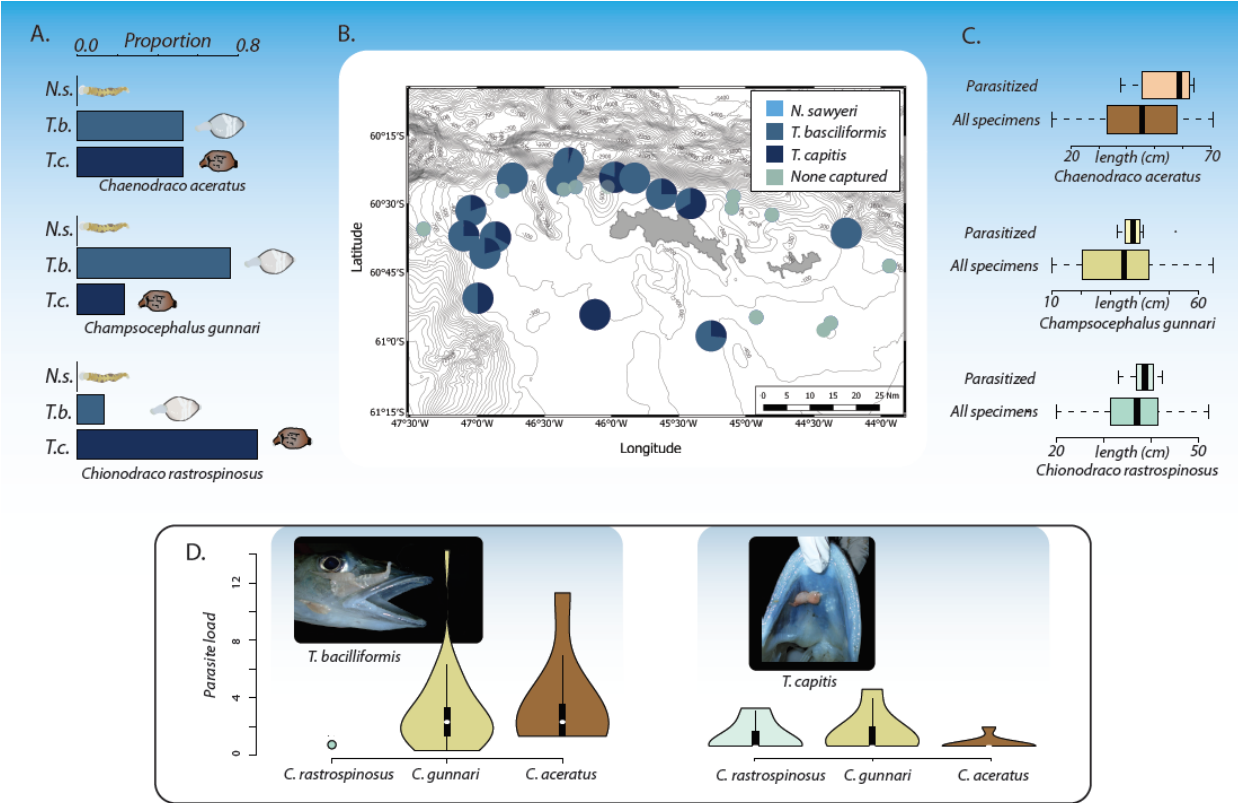 A.
0.0 Proportion 0.8
N.s.
T.b.
T.c.
Chaenodraco aceratus
N.s.
T.b.
T.c.
Champsocephalus gunnari
N.s.
T.b.
T.c.
Chionodraco rastrospinosus
B.
N. sawyeri
T. basciliformis
T. capitis
None captured
Latitude
60°15'S
60°30'S
60°45'S
61°0'S
61°15'S
0 5 10 15 20 25 Nm
47°30'S 47°0'S 46°30'S 46°0'S 45°30'S 45°0'S 44°30'S 44°0'S
Longitude
C.
Parasitized
All specimens
20 length (cm) 70
Chaenodraco aceratus
Parasitized
All specimens
10 length (cm) 60
Champsocephalus gunnari
Parasitized
All specimens
20 length (cm) 50
Chionodraco rastrospinosus
D.
Parasite load
12
8
4
0
T. bacilliformis
T. capitis
C. rastrospinosus C. gunnari C. aceratus
C. rastrospinosus C. gunnari C. aceratus